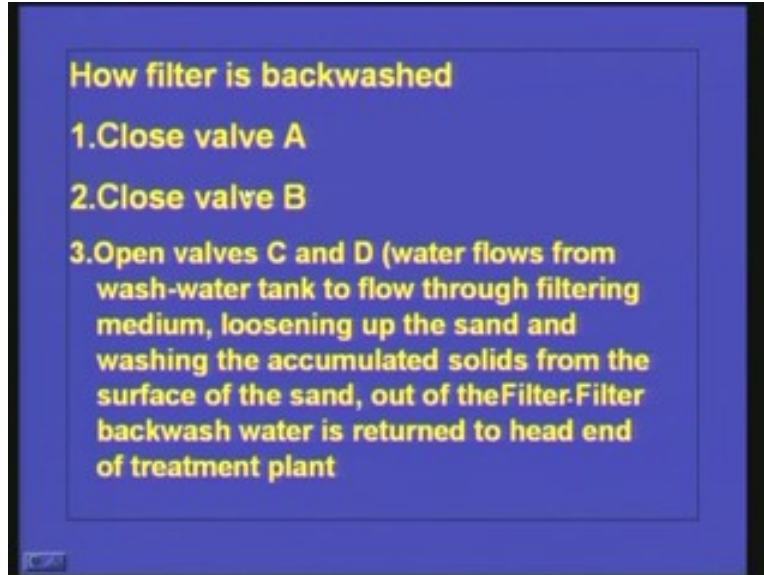 How filter is backwashed
1.Close valve A
2.Close valve B
3.Open valves C and D (water flows from
wash-water tank to flow through filtering
medium, loosening up the sand and
washing the accumulated solids from the
surface of the sand, out of theFilter.Filter
backwash water is returned to head end
of treatment plant